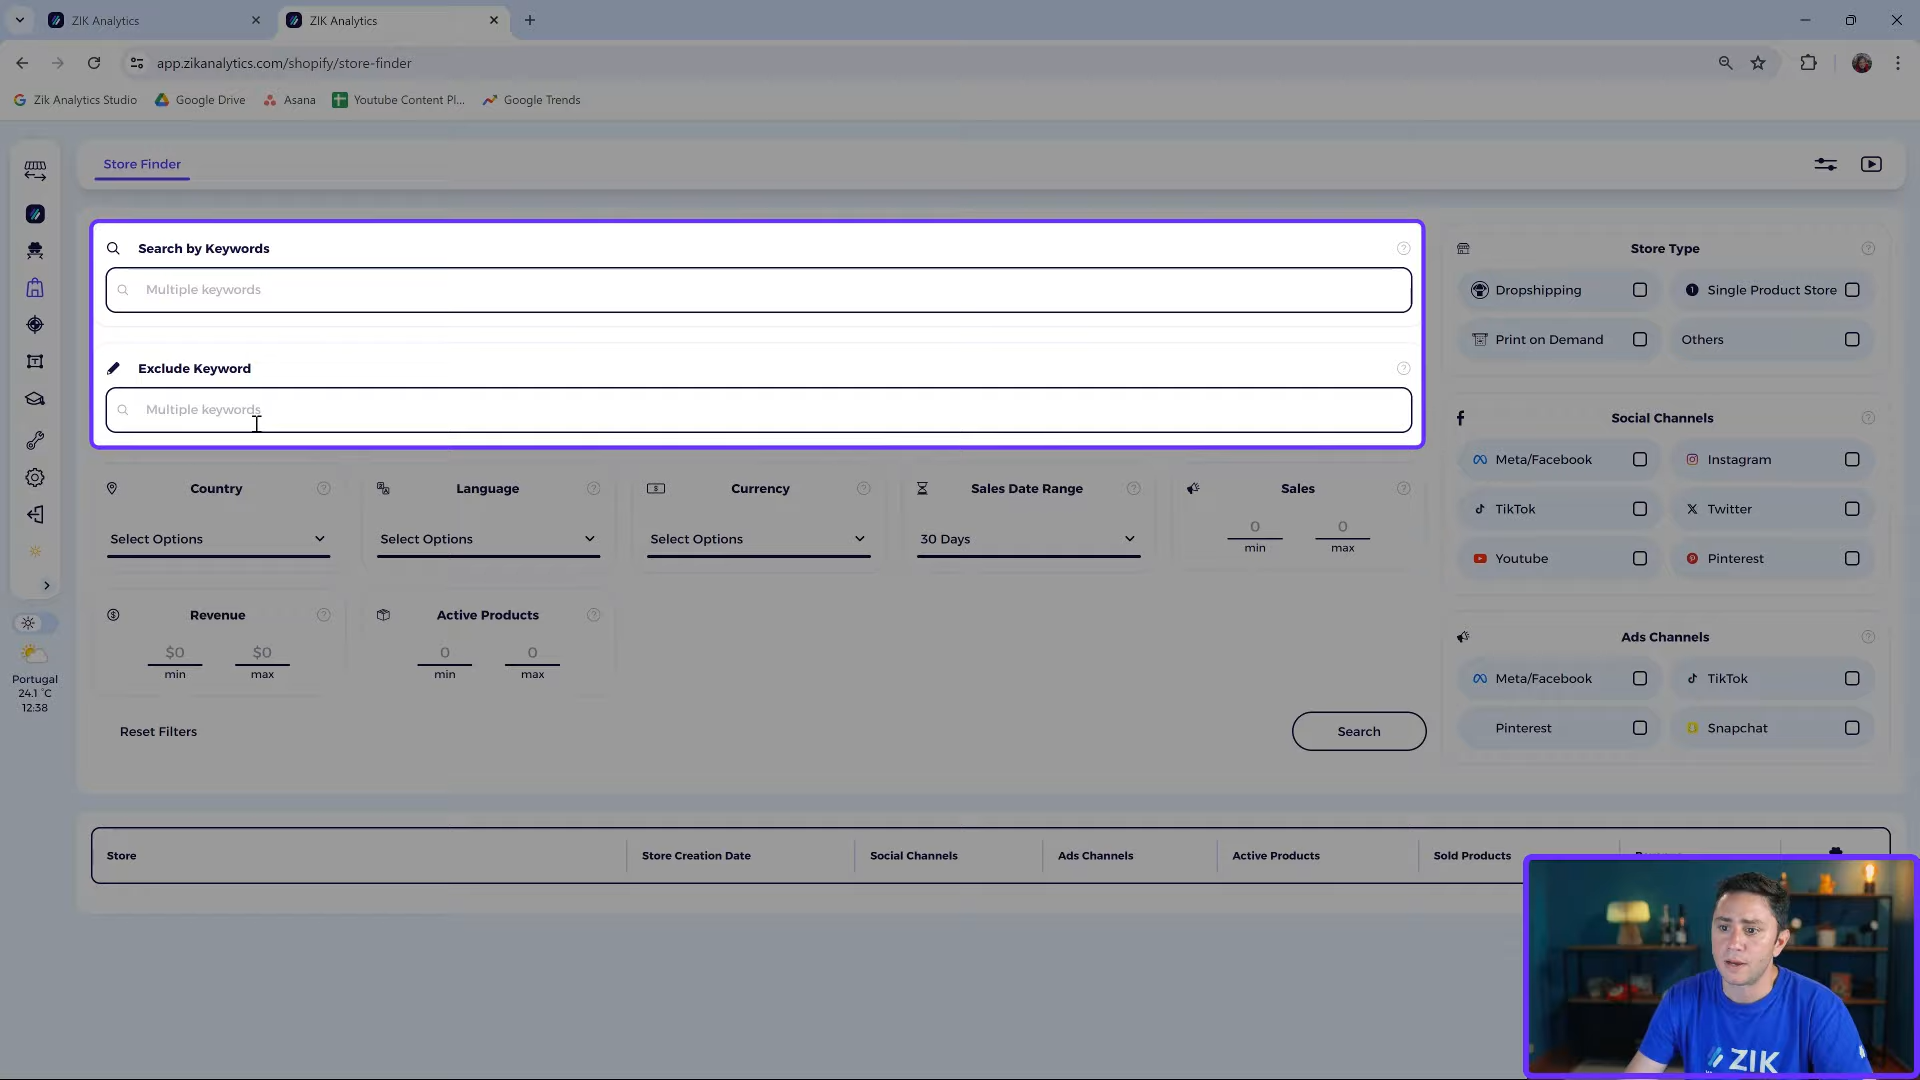 ZIK Analytics
ZIK Analytics
app.zikanalytics.com/shopify/store-finder
Zik Analytics Studio
Google Drive
Asana
Youtube Content Pl...
Google Trends
Store Finder
Search by Keywords
Multiple keywords
Exclude Keyword
Multiple keywords
Country
Language
Currency
Sales Date Range
Sales
Select Options
Select Options
Select Options
30 Days
0
0
min
max
Revenue
Active Products
$0
$0
0
0
min
max
min
max
Reset Filters
Search
Store Type
Dropshipping
Single Product Store
Print on Demand
Others
Social Channels
Meta/Facebook
Instagram
TikTok
Twitter
Youtube
Pinterest
Ads Channels
Meta/Facebook
TikTok
Pinterest
Snapchat
Portugal
24.1 °C
12:38
Store
Store Creation Date
Social Channels
Ads Channels
Active Products
Sold Products
ZIK